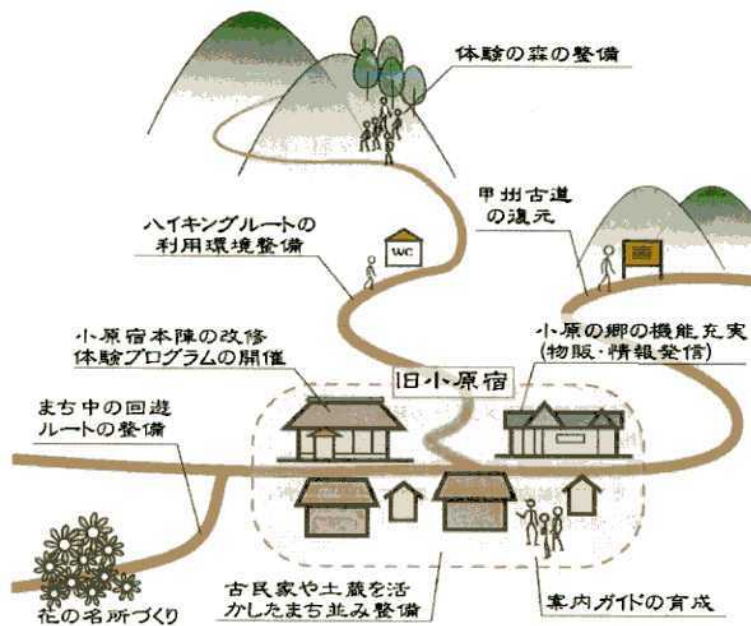 体験の森の整備
甲州古道
の復元
ハイキングルートの
利用環境整備
WC
小原宿本陣の改修
体験プログラムの開催
小原の郷の機能充実
(物販・情報発信)
旧小原宿
まち中の回遊
ルートの整備
古民家や土蔵を活
かしたまち並み整備
案内ガイドの育成
花の名所づくり